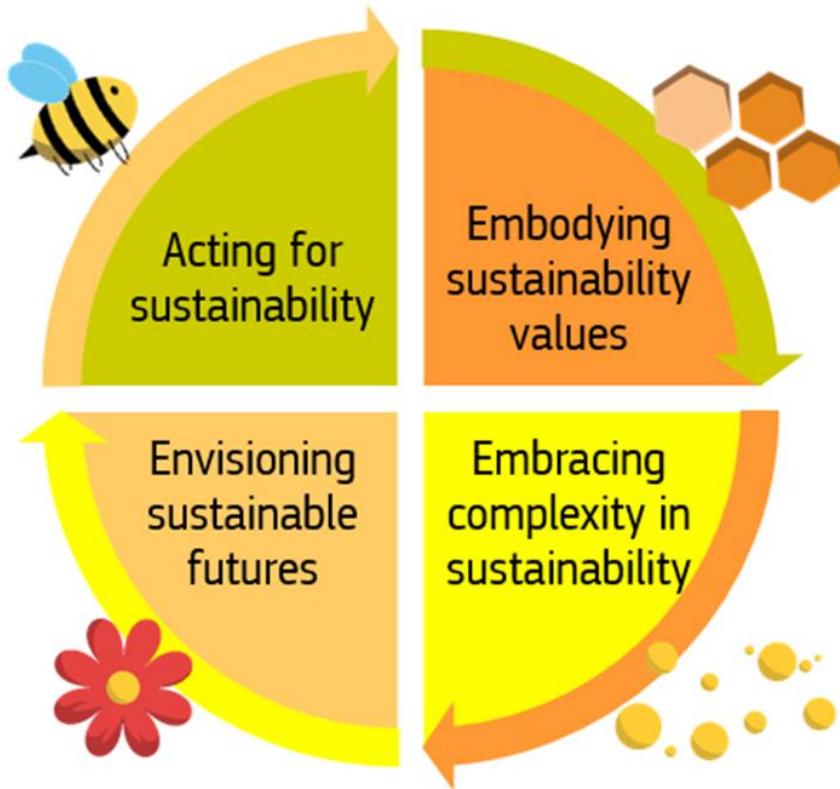 Acting for
sustainability
Embodying
sustainability
values
Envisioning
sustainable
futures
Embracing
complexity in
sustainability